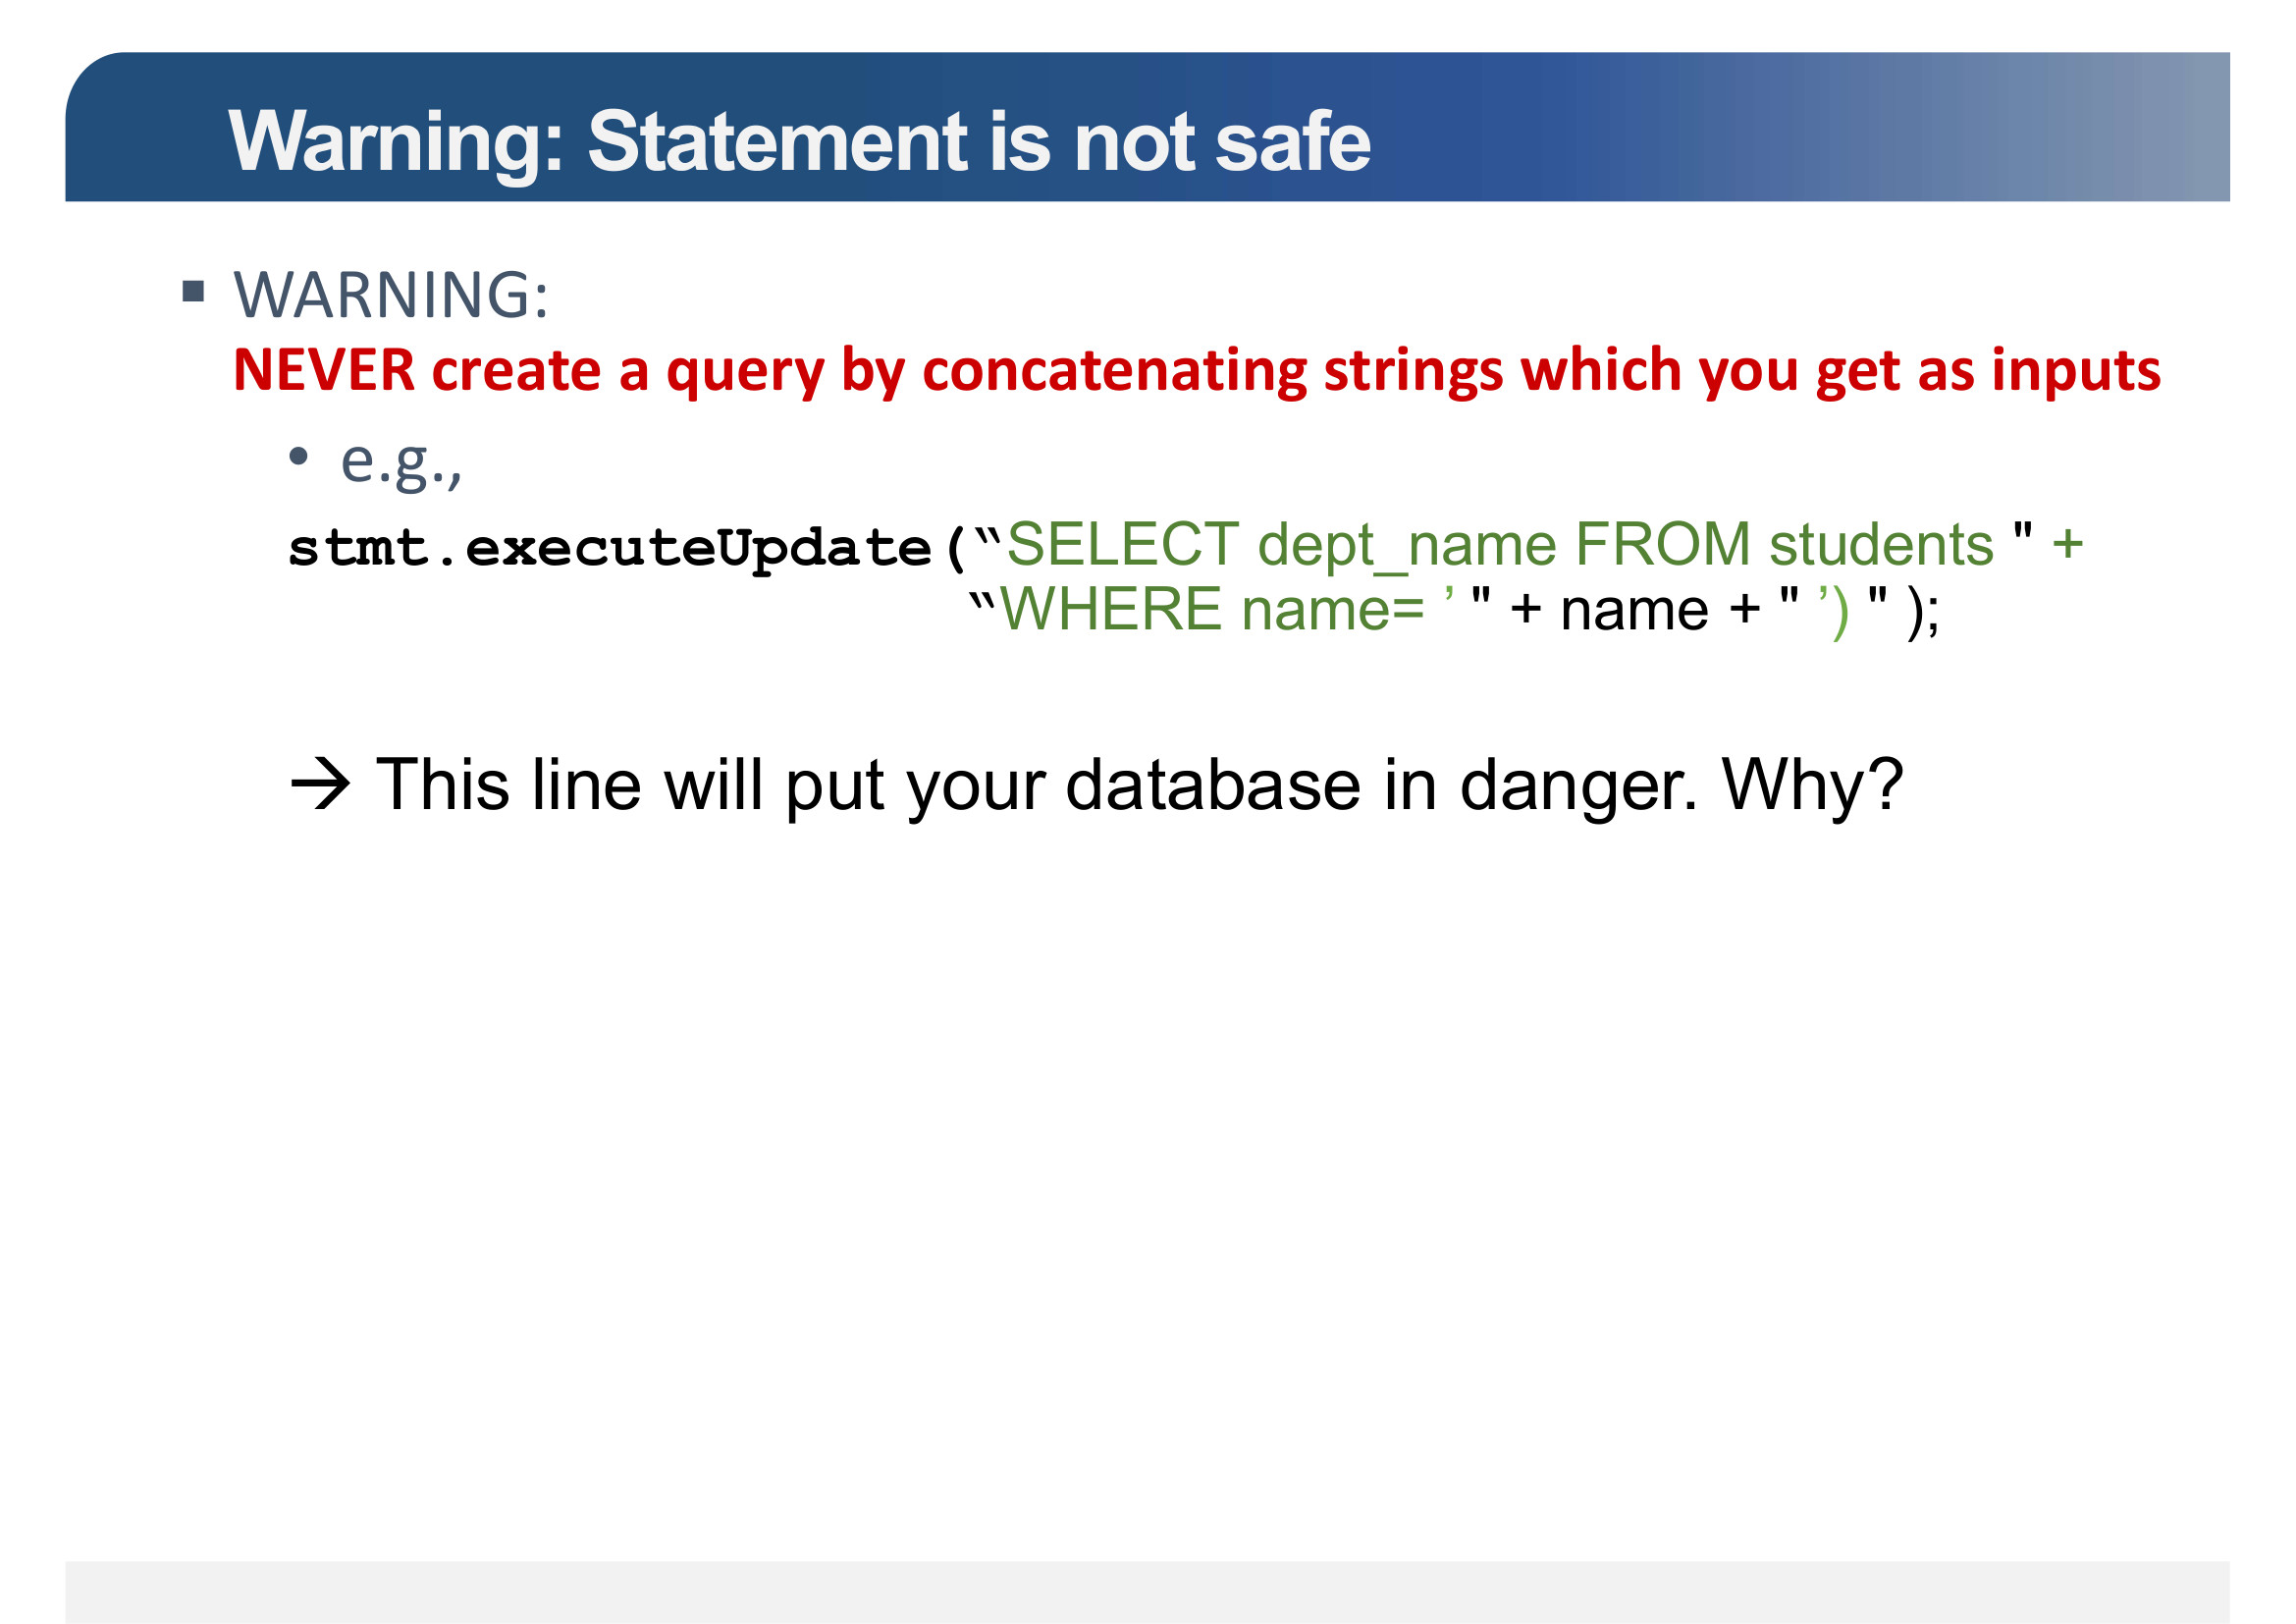 Warning: Statement is not safe
▪ WARNING:
NEVER create a query by concatenating strings which you get as inputs
• e.g.,
stmt.executeUpdate(‟SELECT dept_name FROM students " +
‟WHERE name= ’ " + name + " ’) " );
→ This line will put your database in danger. Why?